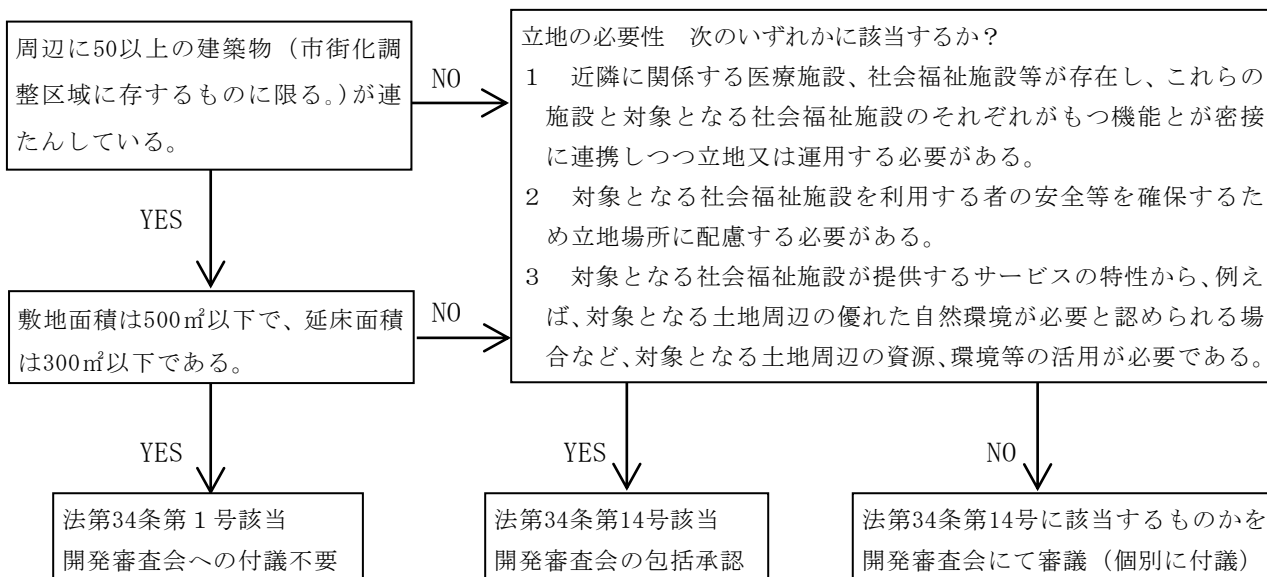 周辺に50以上の建築物（市街化調
整区域に存するものに限る。）が連
たんしている。
NO
立地の必要性　次のいずれかに該当するか？
１　近隣に関係する医療施設、社会福祉施設等が存在し、これらの
施設と対象となる社会福祉施設のそれぞれがもつ機能とが密接
に連携しつつ立地又は運用する必要がある。
２　対象となる社会福祉施設を利用する者の安全等を確保するた
め立地場所に配慮する必要がある。
３　対象となる社会福祉施設が提供するサービスの特性から、例え
ば、対象となる土地周辺の優れた自然環境が必要と認められる場
合など、対象となる土地周辺の資源、環境等の活用が必要である。
YES
敷地面積は500㎡以下で、延床面積
は300㎡以下である。
NO
YES
YES
NO
法第34条第１号該当
開発審査会への付議不要
法第34条第14号該当
開発審査会の包括承認
法第34条第14号に該当するものかを
開発審査会にて審議（個別に付議）